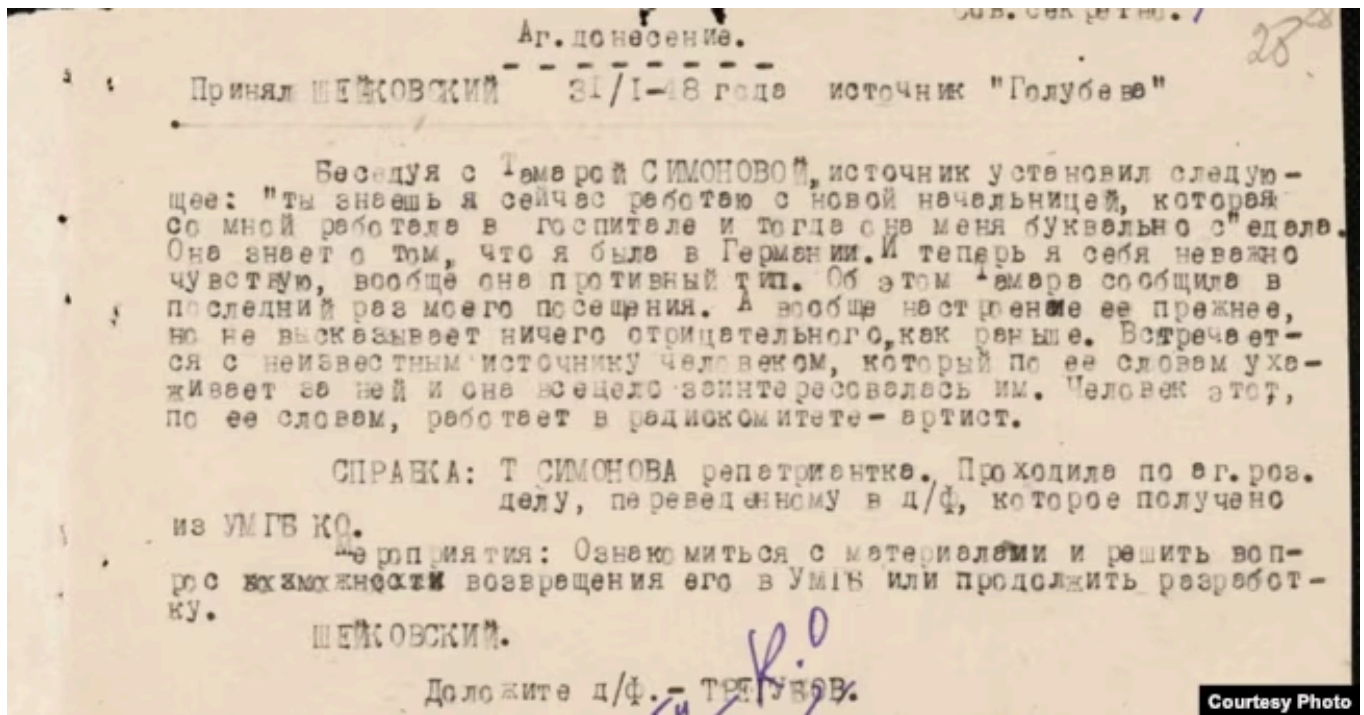 Сов.секретно.
28
Аг.донесение.
Принял ШЕЙКОВСКИЙ 31/I-48 года источник "Голубева"
Беседуя с Тамарой СИМОНОВОЙ,источник установил следую-
щее: "ты знаешь я сейчас работаю с новой начальницей, которая
со мной работала в госпитале и тогда она меня буквально с"едала.
Она знает о том, что я была в Германии.И теперь я себя неважно
чувствую, вообще она противный тип. Об этом Тамара сообщила в
последний раз моего посещения. А вообще настроение ее прежнее,
но не высказывает ничего отрицательного,как раньше. Встречает-
ся с неизвестным источнику человеком, который по ее словам уха-
живает за ней и она всецело заинтересовалась им. Человек этот,
по ее словам, работает в радиокомитете- артист.
СПРАВКА: Т СИМОНОВА репатриантка. Проходила по аг.роз.
делу, переведенному в д/ф, которое получено
из УМГБ КО.
Мероприятия: Ознакомиться с материалами и решить воп-
рос возвращения его в УМГБ или продолжить разработ-
ку.
ШЕЙКОВСКИЙ.
Доложите д/ф.- ТРЕГУБОВ.
Courtesy Photo